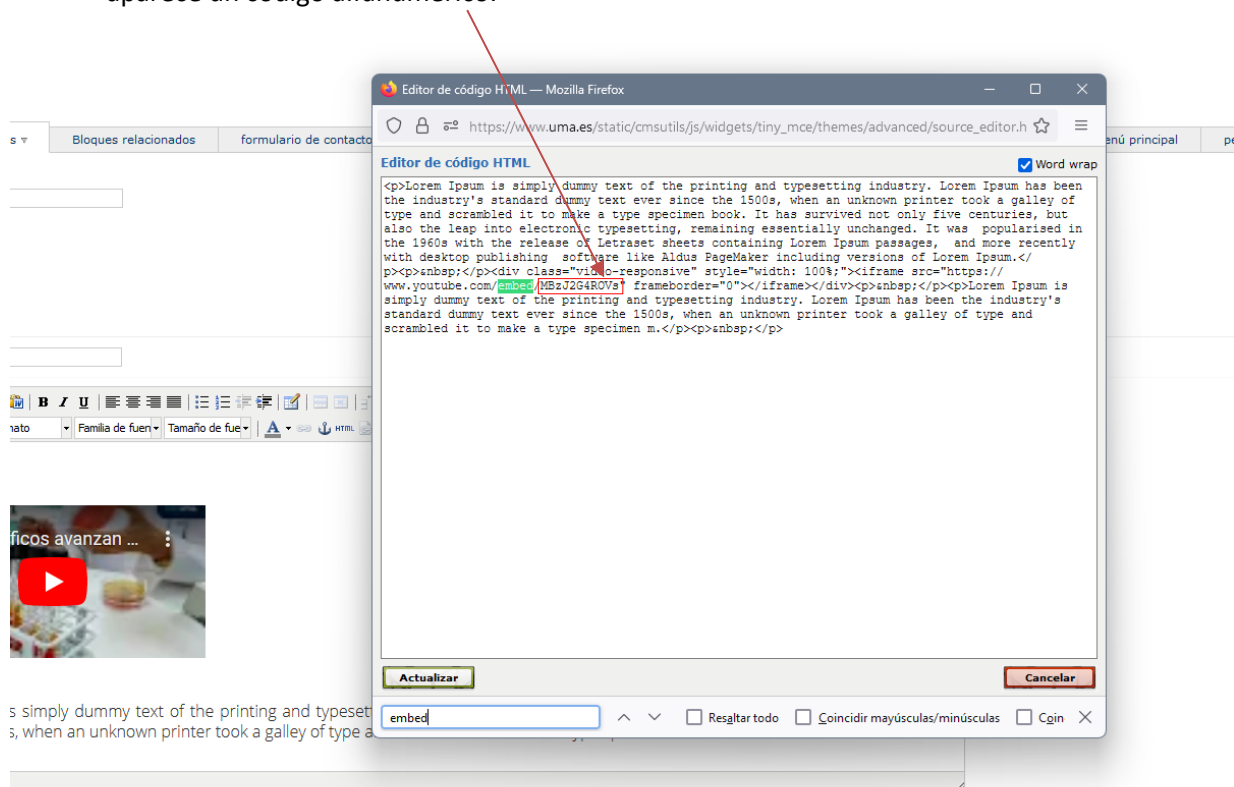 aparece un código alfanumérico.
Editor de código HTML — Mozilla Firefox
https://www.uma.es/static/cmsutils/js/widgets/tiny_mce/themes/advanced/source_editor.h
s Bloques relacionados formulario de contacto enú principal pe
Editor de código HTML Word wrap
<p>Lorem Ipsum is simply dummy text of the printing and typesetting industry. Lorem Ipsum has been
the industry's standard dummy text ever since the 1500s, when an unknown printer took a galley of
type and scrambled it to make a type specimen book. It has survived not only five centuries, but
also the leap into electronic typesetting, remaining essentially unchanged. It was popularised in
the 1960s with the release of Letraset sheets containing Lorem Ipsum passages, and more recently
with desktop publishing software like Aldus PageMaker including versions of Lorem Ipsum.</
p><p>&nbsp;</p><div class="video-responsive" style="width: 100%;"><iframe src="https://
www.youtube.com/embed/MBzJ2G4ROVs" frameborder="0"></iframe></div><p>&nbsp;</p><p>Lorem Ipsum is
simply dummy text of the printing and typesetting industry. Lorem Ipsum has been the industry's
standard dummy text ever since the 1500s, when an unknown printer took a galley of type and
scrambled it to make a type specimen m.</p><p>&nbsp;</p>
B I U
nato Familia de fuen Tamaño de fue A HTML
ficos avanzan ...
Actualizar Cancelar
s simply dummy text of the printing and typeset
s, when an unknown printer took a galley of type a
embed Resaltar todo Coincidir mayúsculas/minúsculas Coin